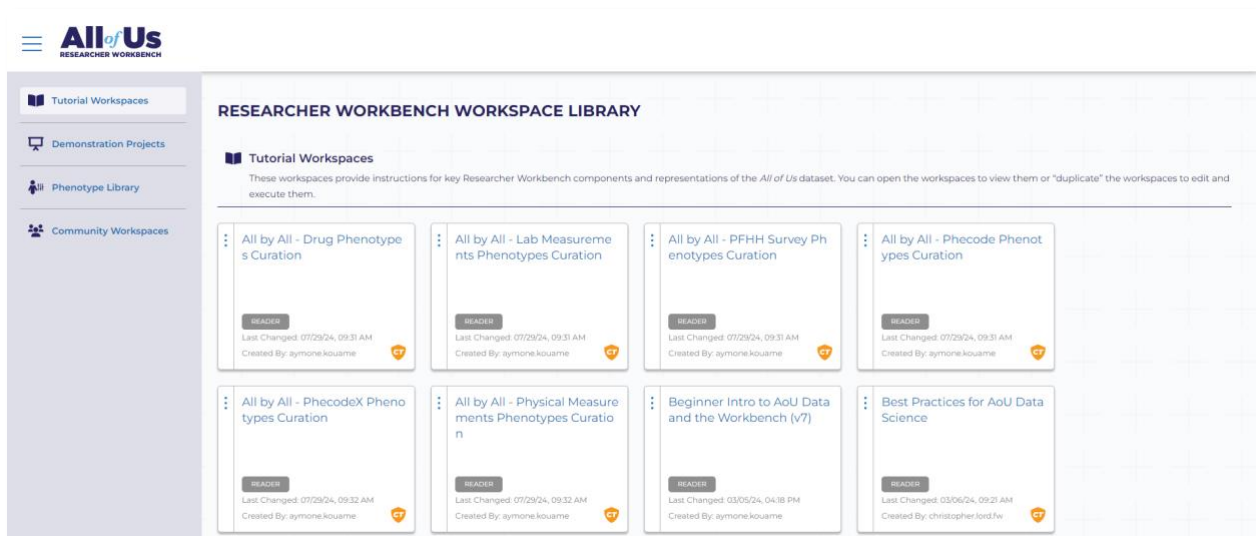 All of Us
RESEARCHER WORKBENCH
Tutorial Workspaces
Demonstration Projects
Phenotype Library
Community Workspaces
RESEARCHER WORKBENCH WORKSPACE LIBRARY
Tutorial Workspaces
These workspaces provide instructions for key Researcher Workbench components and representations of the All of Us dataset. You can open the workspaces to view them or "duplicate" the workspaces to edit and
execute them.
All by All - Drug Phenotype
s Curation
READER
Last Changed: 07/29/24, 09:31 AM
Created By: aymone.kouame
CT
All by All - Lab Measureme
nts Phenotypes Curation
READER
Last Changed: 07/29/24, 09:31 AM
Created By: aymone.kouame
CT
All by All - PFHH Survey Ph
enotypes Curation
READER
Last Changed: 07/29/24, 09:31 AM
Created By: aymone.kouame
CT
All by All - Phecode Phenot
ypes Curation
READER
Last Changed: 07/29/24, 09:31 AM
Created By: aymone.kouame
CT
All by All - PhecodeX Pheno
types Curation
READER
Last Changed: 07/29/24, 09:32 AM
Created By: aymone.kouame
CT
All by All - Physical Measure
ments Phenotypes Curatio
n
READER
Last Changed: 07/29/24, 09:32 AM
Created By: aymone.kouame
CT
Beginner Intro to AoU Data
and the Workbench (v7)
READER
Last Changed: 03/05/24, 04:18 PM
Created By: aymone.kouame
Best Practices for AoU Data
Science
READER
Last Changed: 03/06/24, 09:21 AM
Created By: christopher.lord.fw
CT